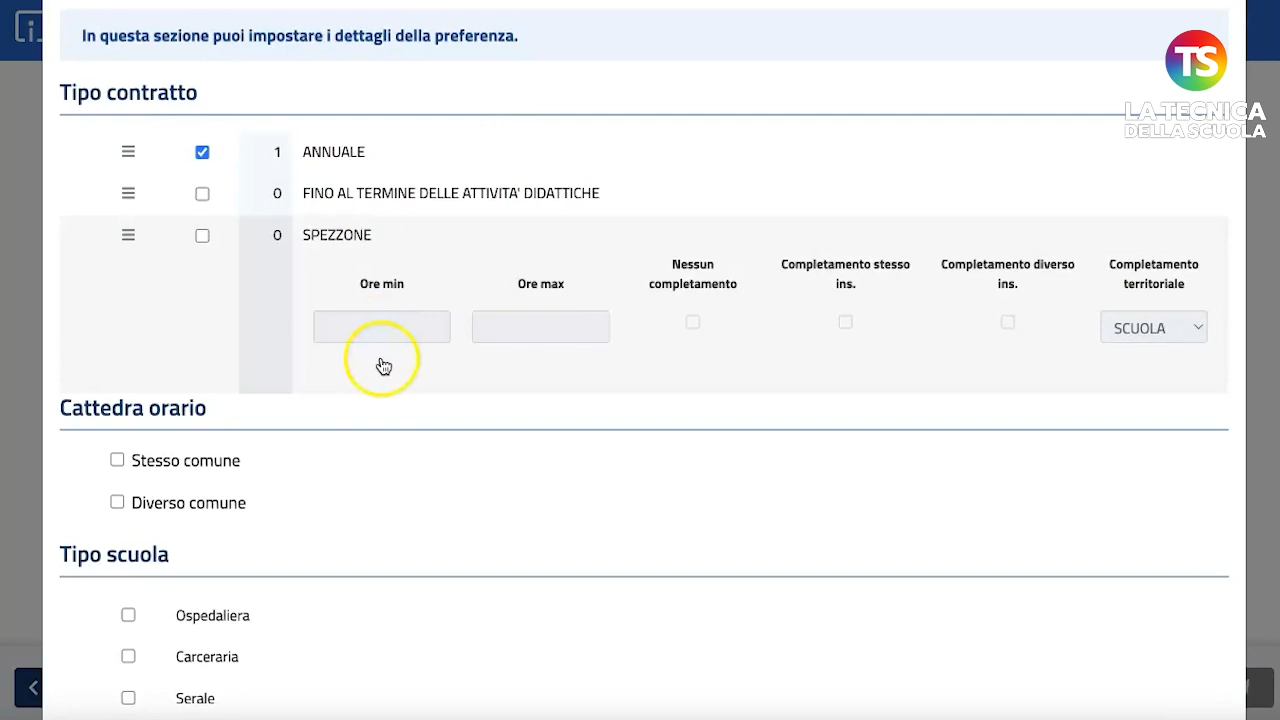 In questa sezione puoi impostare i dettagli della preferenza.
TS
LA TECNICA
DELLA SCUOLA
Tipo contratto
1 ANNUALE
0 FINO AL TERMINE DELLE ATTIVITA' DIDATTICHE
0 SPEZZONE
Ore min
Ore max
Nessun
completamento
Completamento stesso
ins.
Completamento diverso
ins.
Completamento
territoriale
SCUOLA
Cattedra orario
Stesso comune
Diverso comune
Tipo scuola
Ospedaliera
Carceraria
Serale